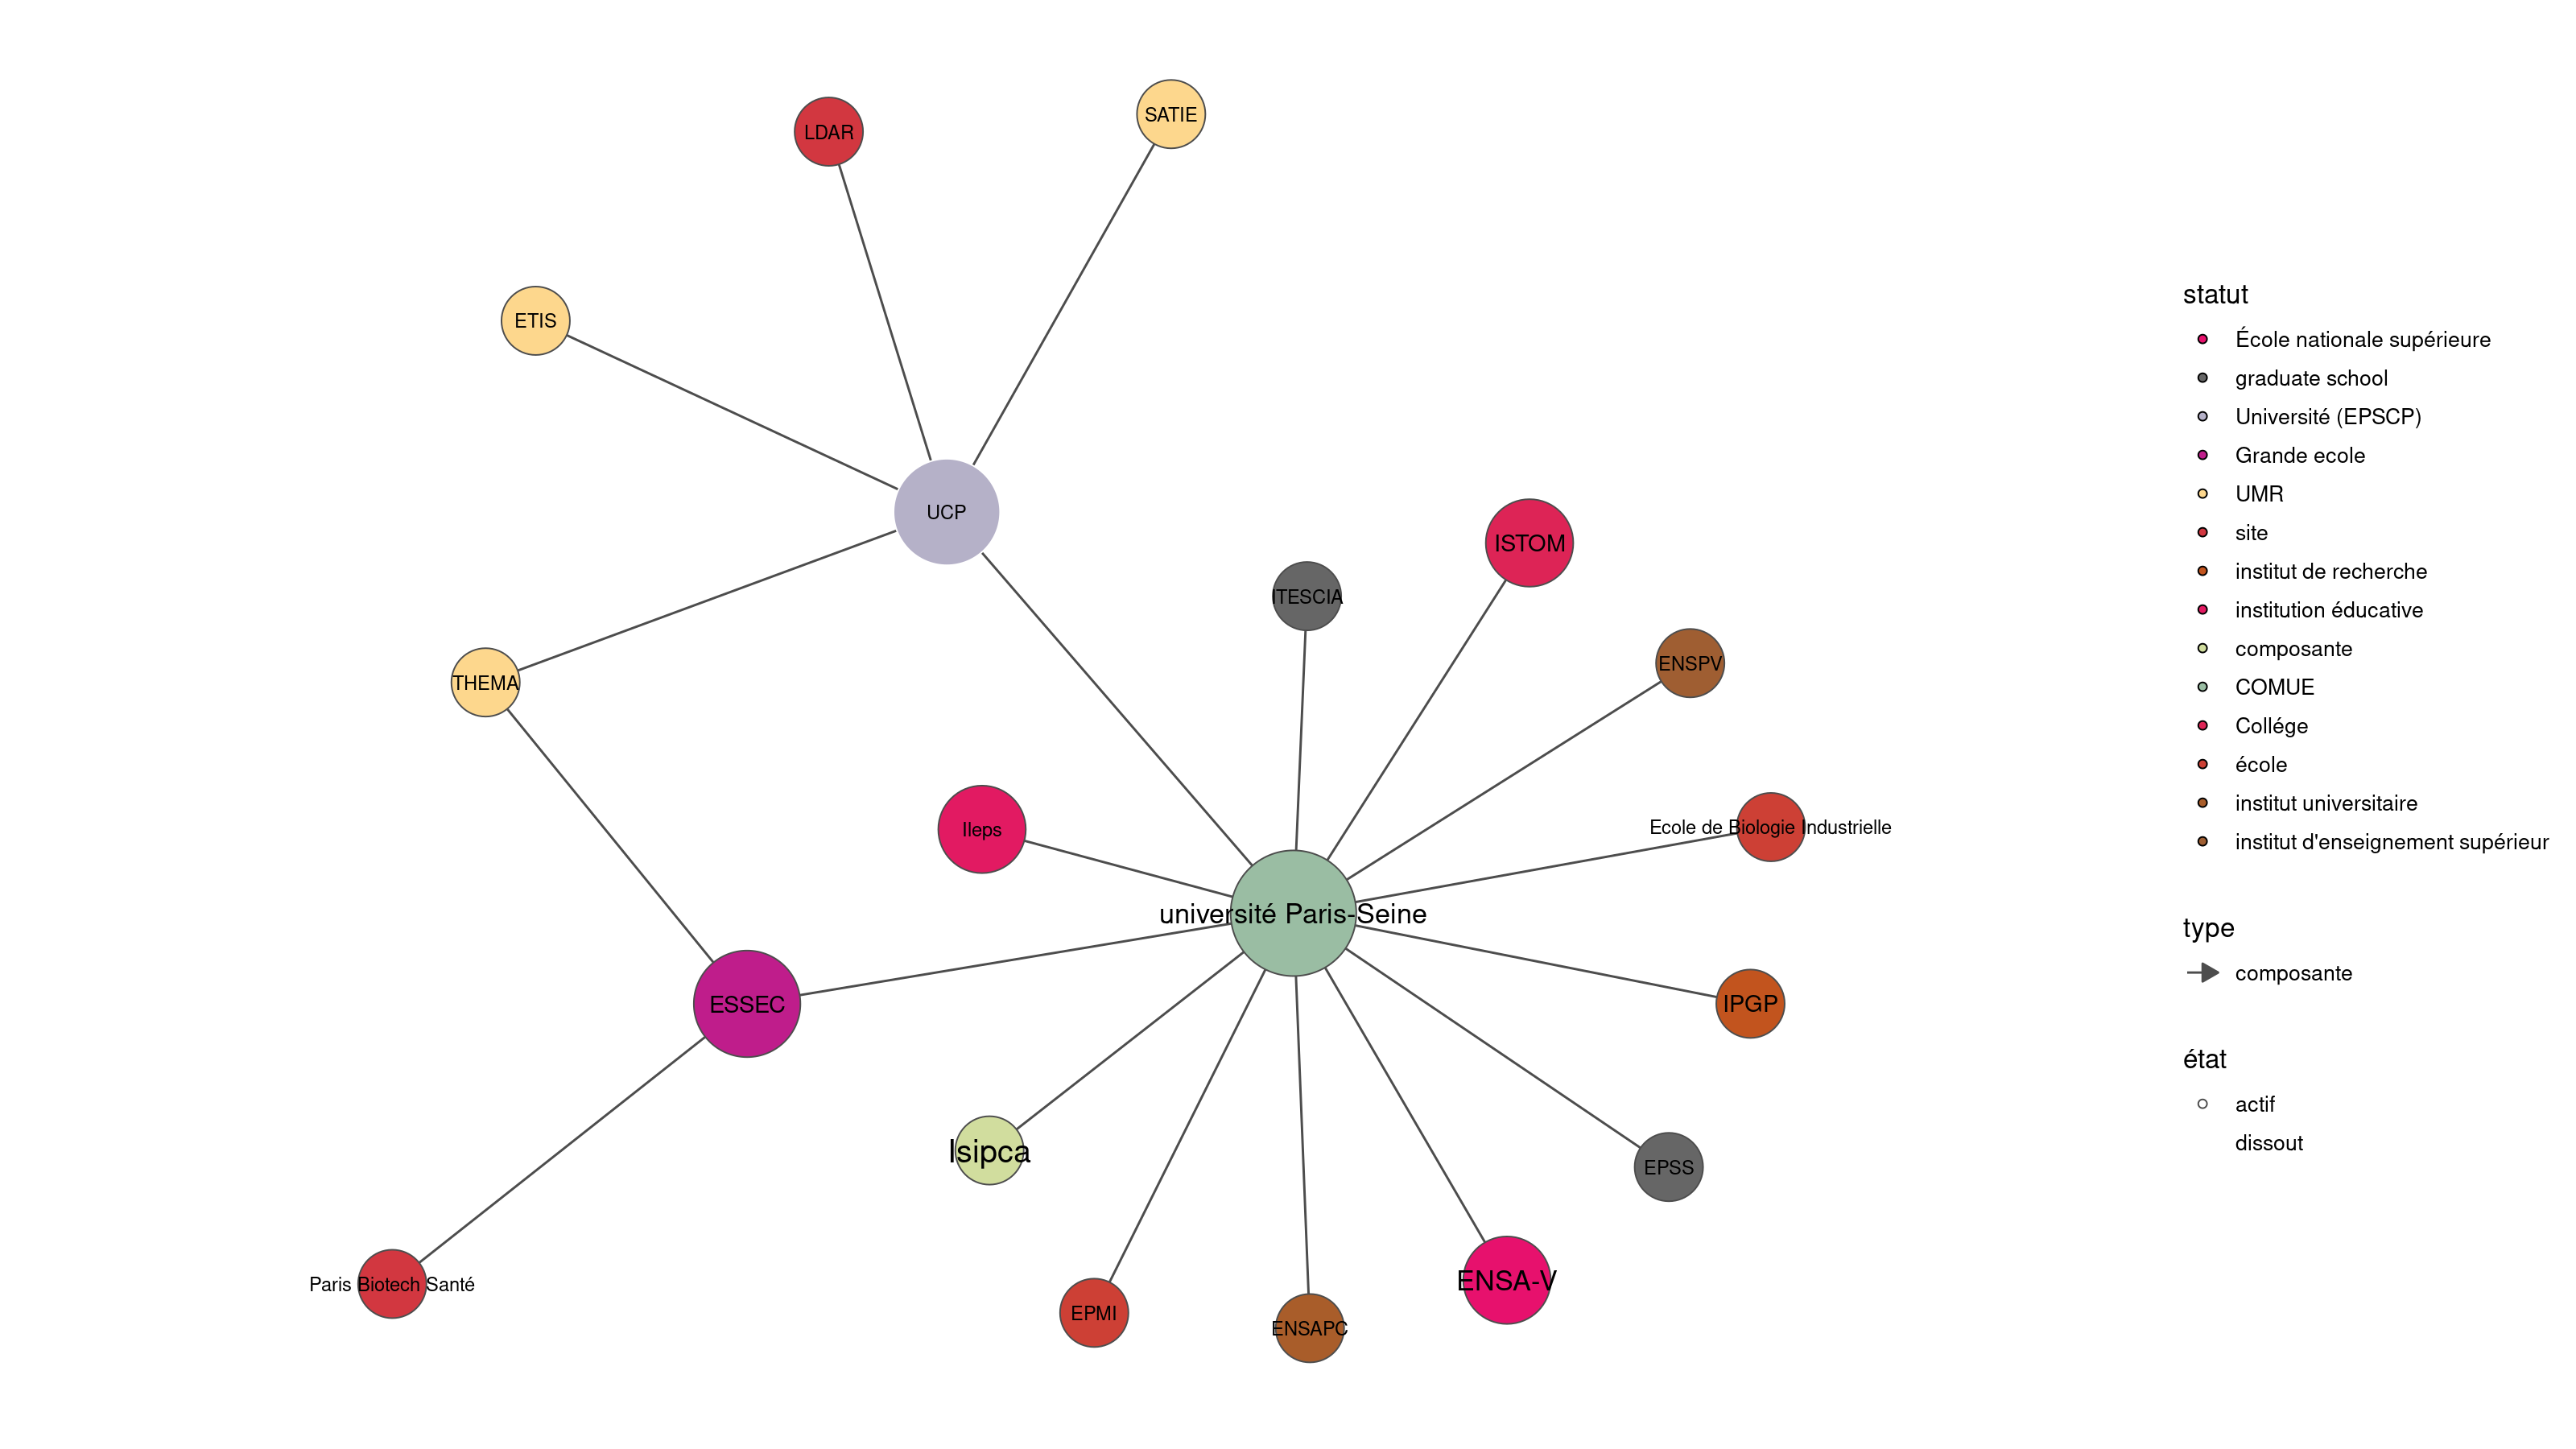 SATIE
LDAR
ETIS
UCP
ISTOM
ITESCIA
ENSPV
THEMA
Ileps
Ecole de Biologie Industrielle
université Paris-Seine
ESSEC
IPGP
Isipca
EPSS
ENSA-V
Paris Biotech Santé
EPMI
ENSAPC
statut
École nationale supérieure
graduate school
Université (EPSCP)
Grande ecole
UMR
site
institut de recherche
institution éducative
composante
COMUE
Collége
école
institut universitaire
institut d'enseignement supérieur
type
composante
état
actif
dissout